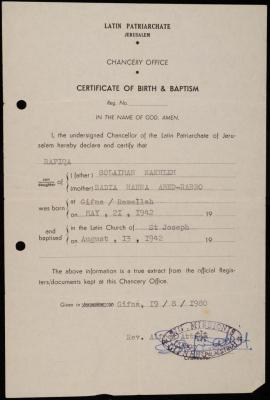 LATIN PATRIARCHATE
JERUSALEM
CHANCERY OFFICE
CERTIFICATE OF BIRTH & BAPTISM
Reg. No.
IN THE NAME OF GOD, AMEN.
I, the undersigned Chancellor of the Latin Patriarchate of Jeru-
salem hereby declare and certify that
RAFIQA
son of daughter (father) SOLAIMAN NAKHLEH
(mother) SADIA HANNA ABED-RABBO
was born at Gifna / Ramallah
on MAY, 21, 1942 19
and baptised in the Latin Church of St Joseph
on August, 13, 1942 19
The above information is a true extract from the official Regis-
ters/documents kept at this Chancery Office.
Given in Gifna, 19 / 8 / 1980
Rev.